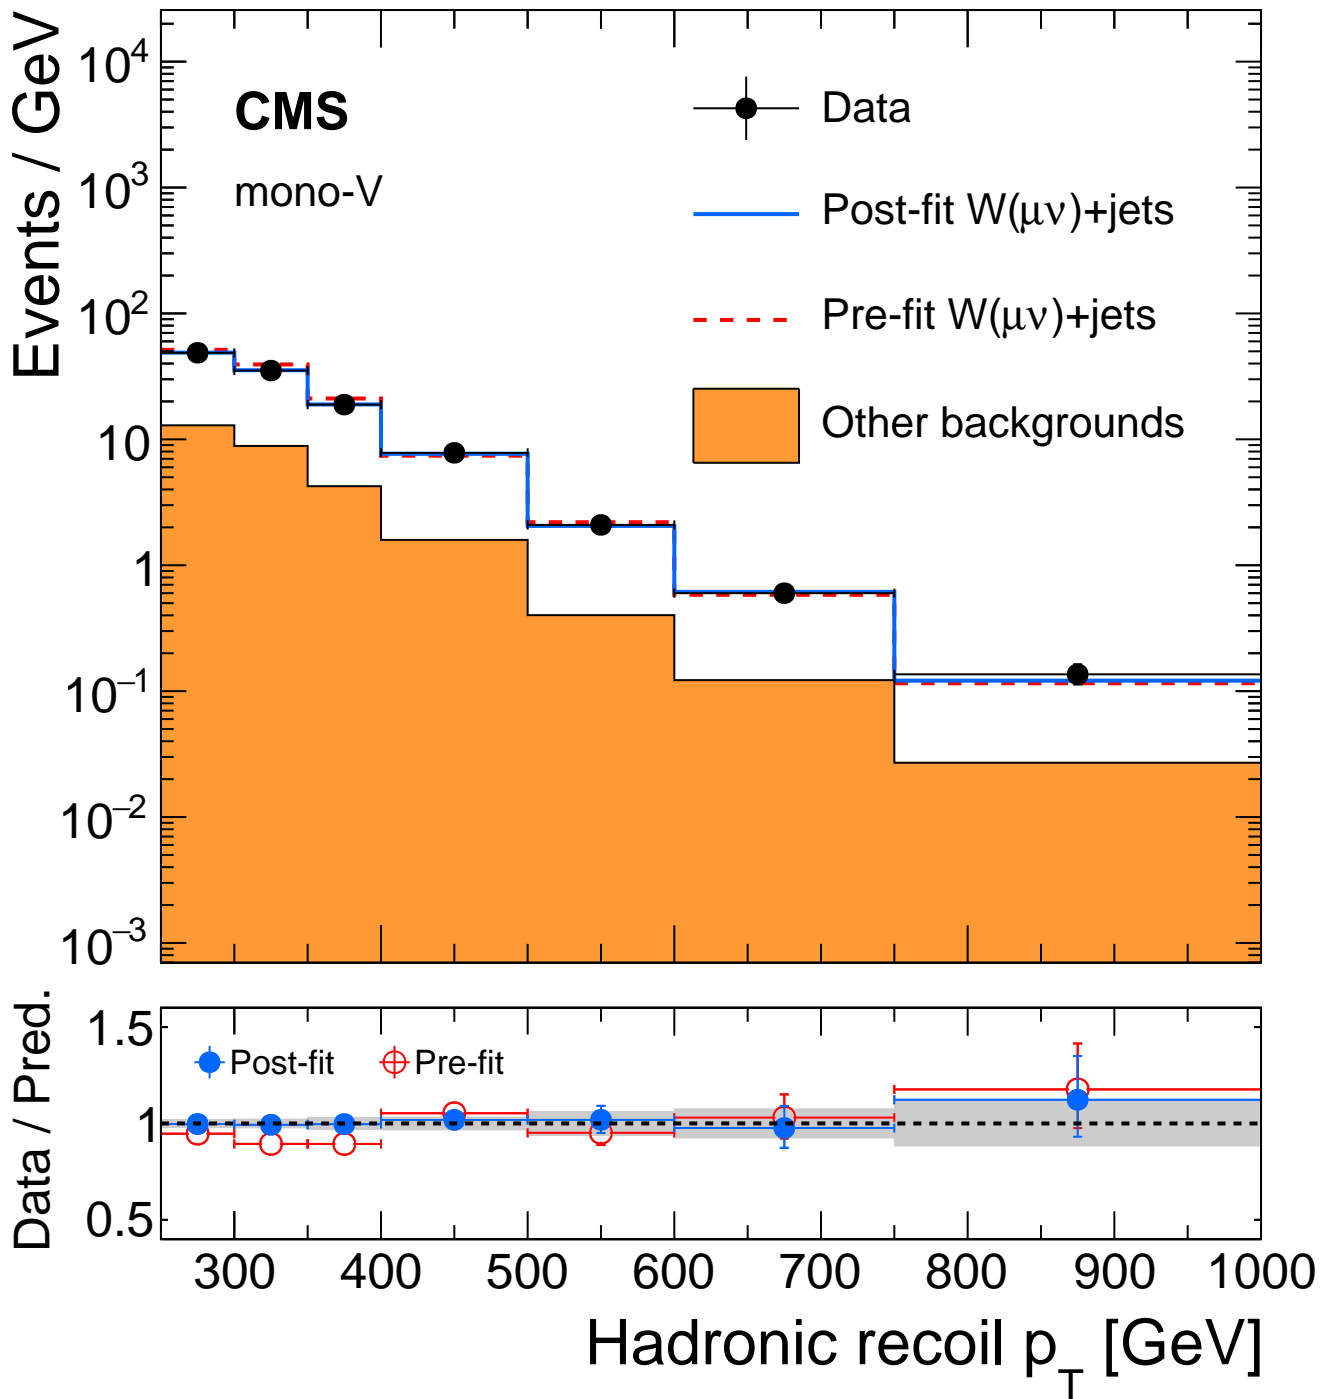 Events / GeV
10⁴
10³
10²
10
1
10⁻¹
10⁻²
10⁻³
CMS
mono-V
Data
Post-fit W(μν)+jets
Pre-fit W(μν)+jets
Other backgrounds
Data / Pred.
1.5
1
0.5
Post-fit Pre-fit
300 400 500 600 700 800 900 1000
Hadronic recoil p_T [GeV]